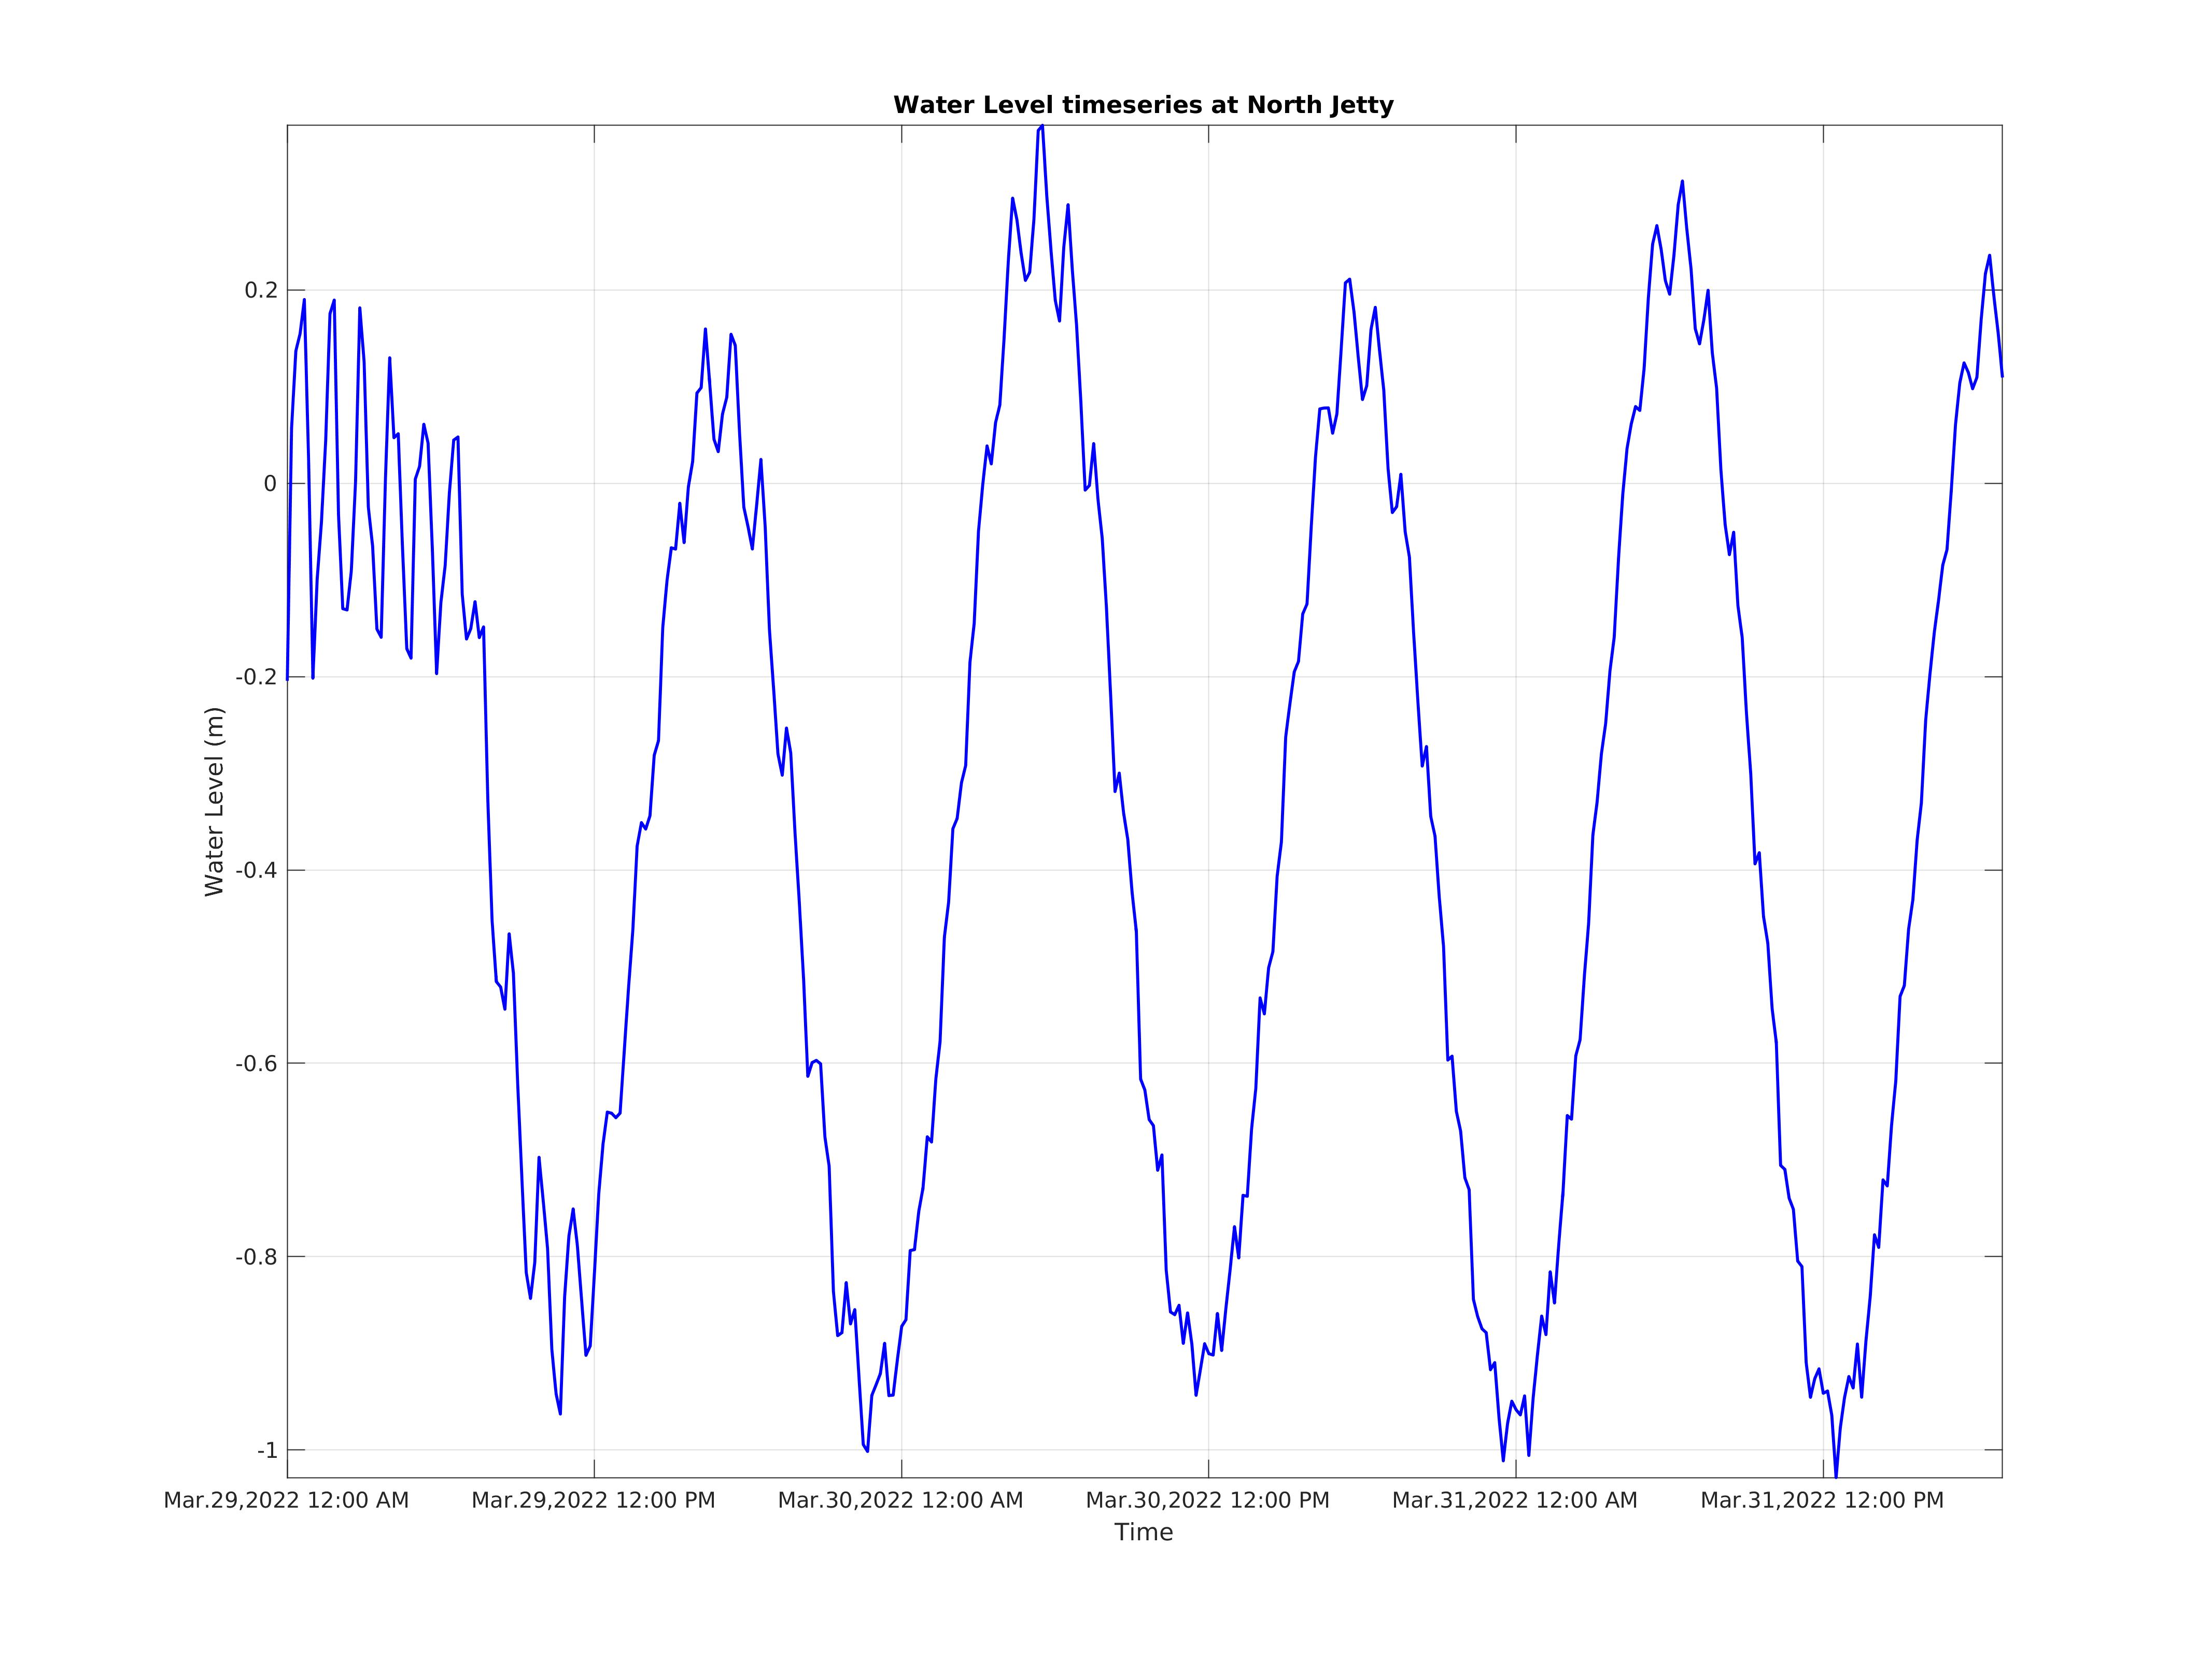 Water Level timeseries at North Jetty
0.2
0
-0.2
-0.4
-0.6
-0.8
-1
Water Level (m)
Mar.29,2022 12:00 AM
Mar.29,2022 12:00 PM
Mar.30,2022 12:00 AM
Mar.30,2022 12:00 PM
Mar.31,2022 12:00 AM
Mar.31,2022 12:00 PM
Time